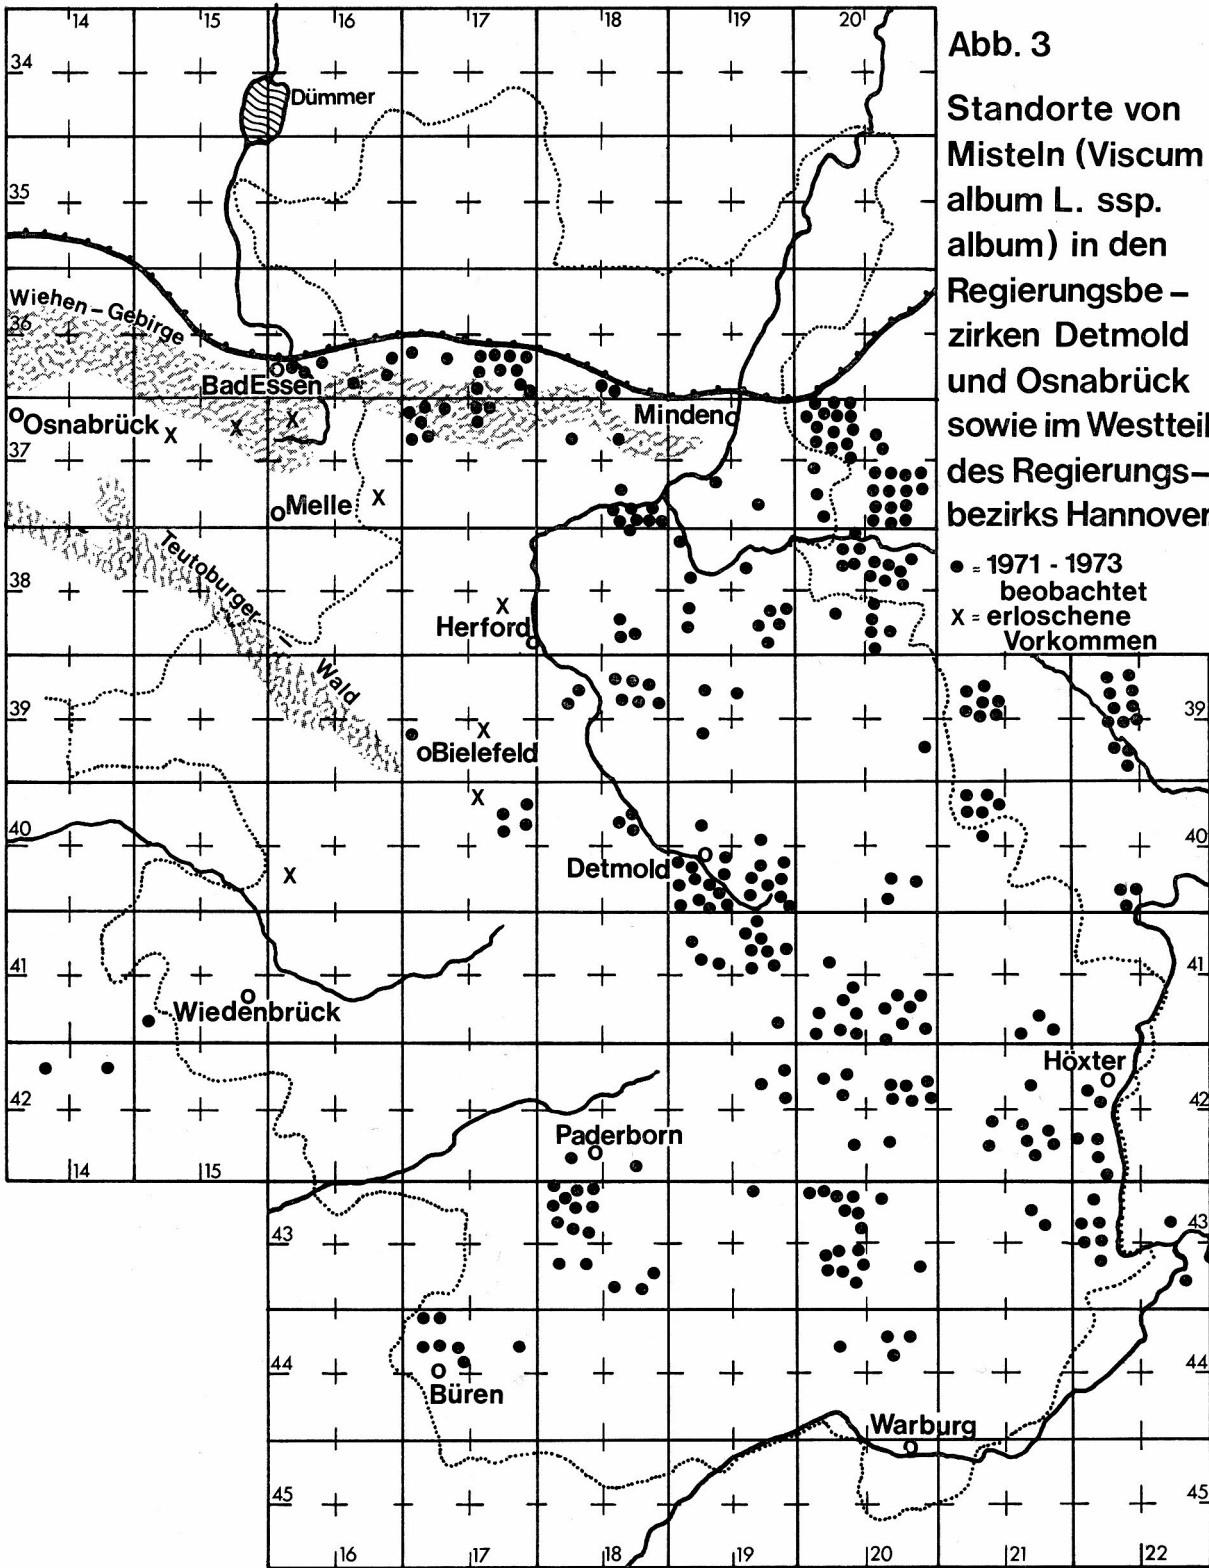 14 15 16 17 18 19 20
Abb. 3
Standorte von
Misteln (Viscum
album L. ssp.
album) in den
Regierungsbe-
zirken Detmold
und Osnabrück
sowie im Westteil
des Regierungs-
bezirks Hannover
● = 1971 - 1973
beobachtet
X = erloschene
Vorkommen
34
Dümmer
35
Wiehen-Gebirge
36
Bad Essen
Osnabrück
Minden
37
Melle
Teutoburger
38
Herford
Wald
39 39
Bielefeld
40 40
Detmold
41 41
Wiedenbrück
Höxter
42 42
Paderborn
14 15
43 43
44 44
Büren
Warburg
45 45
16 17 18 19 20 21 22